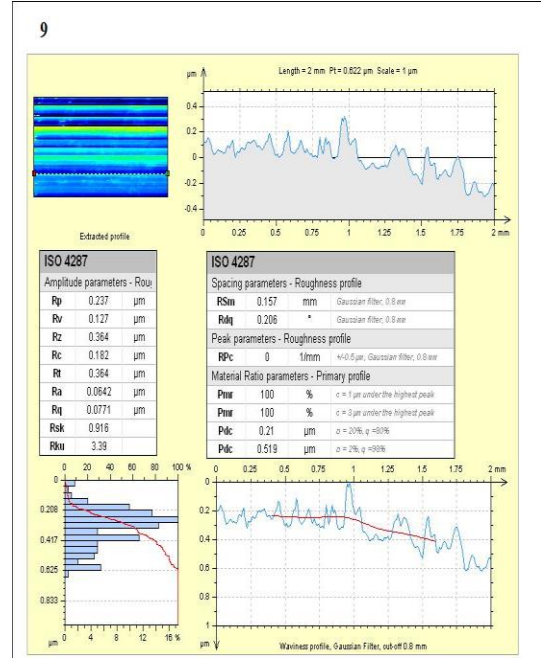 9
Length = 2 mm Pt = 0.622 µm Scale = 1 µm
µm
0.4
0.2
0
-0.2
-0.4
0 0.25 0.5 0.75 1 1.25 1.5 1.75 2 mm
Extracted profile
ISO 4287
Amplitude parameters - Roug
Rp 0.237 µm
Rv 0.127 µm
Rz 0.364 µm
Rc 0.182 µm
Rt 0.364 µm
Ra 0.0642 µm
Rq 0.0771 µm
Rsk 0.916
Rku 3.39
ISO 4287
Spacing parameters - Roughness profile
RSm 0.157 mm Gaussian filter, 0.8 mm
Rdq 0.206 ° Gaussian filter, 0.8 mm
Peak parameters - Roughness profile
RPc 0 1/mm +/-0.5 µm, Gaussian filter, 0.8 mm
Material Ratio parameters - Primary profile
Pmr 100 % c = 1 µm under the highest peak
Pmr 100 % c = 3 µm under the highest peak
Pdc 0.21 µm p = 20%, q = 80%
Pdc 0.519 µm p = 2%, q = 98%
0 20 40 60 80 100 %
0
0.208
0.417
0.625
0.833
µm
0 4 8 12 16 %
0 0.25 0.5 0.75 1 1.25 1.5 1.75 2 mm
0
0.2
0.4
0.6
0.8
1
µm
Waviness profile, Gaussian Filter, cut-off 0.8 mm